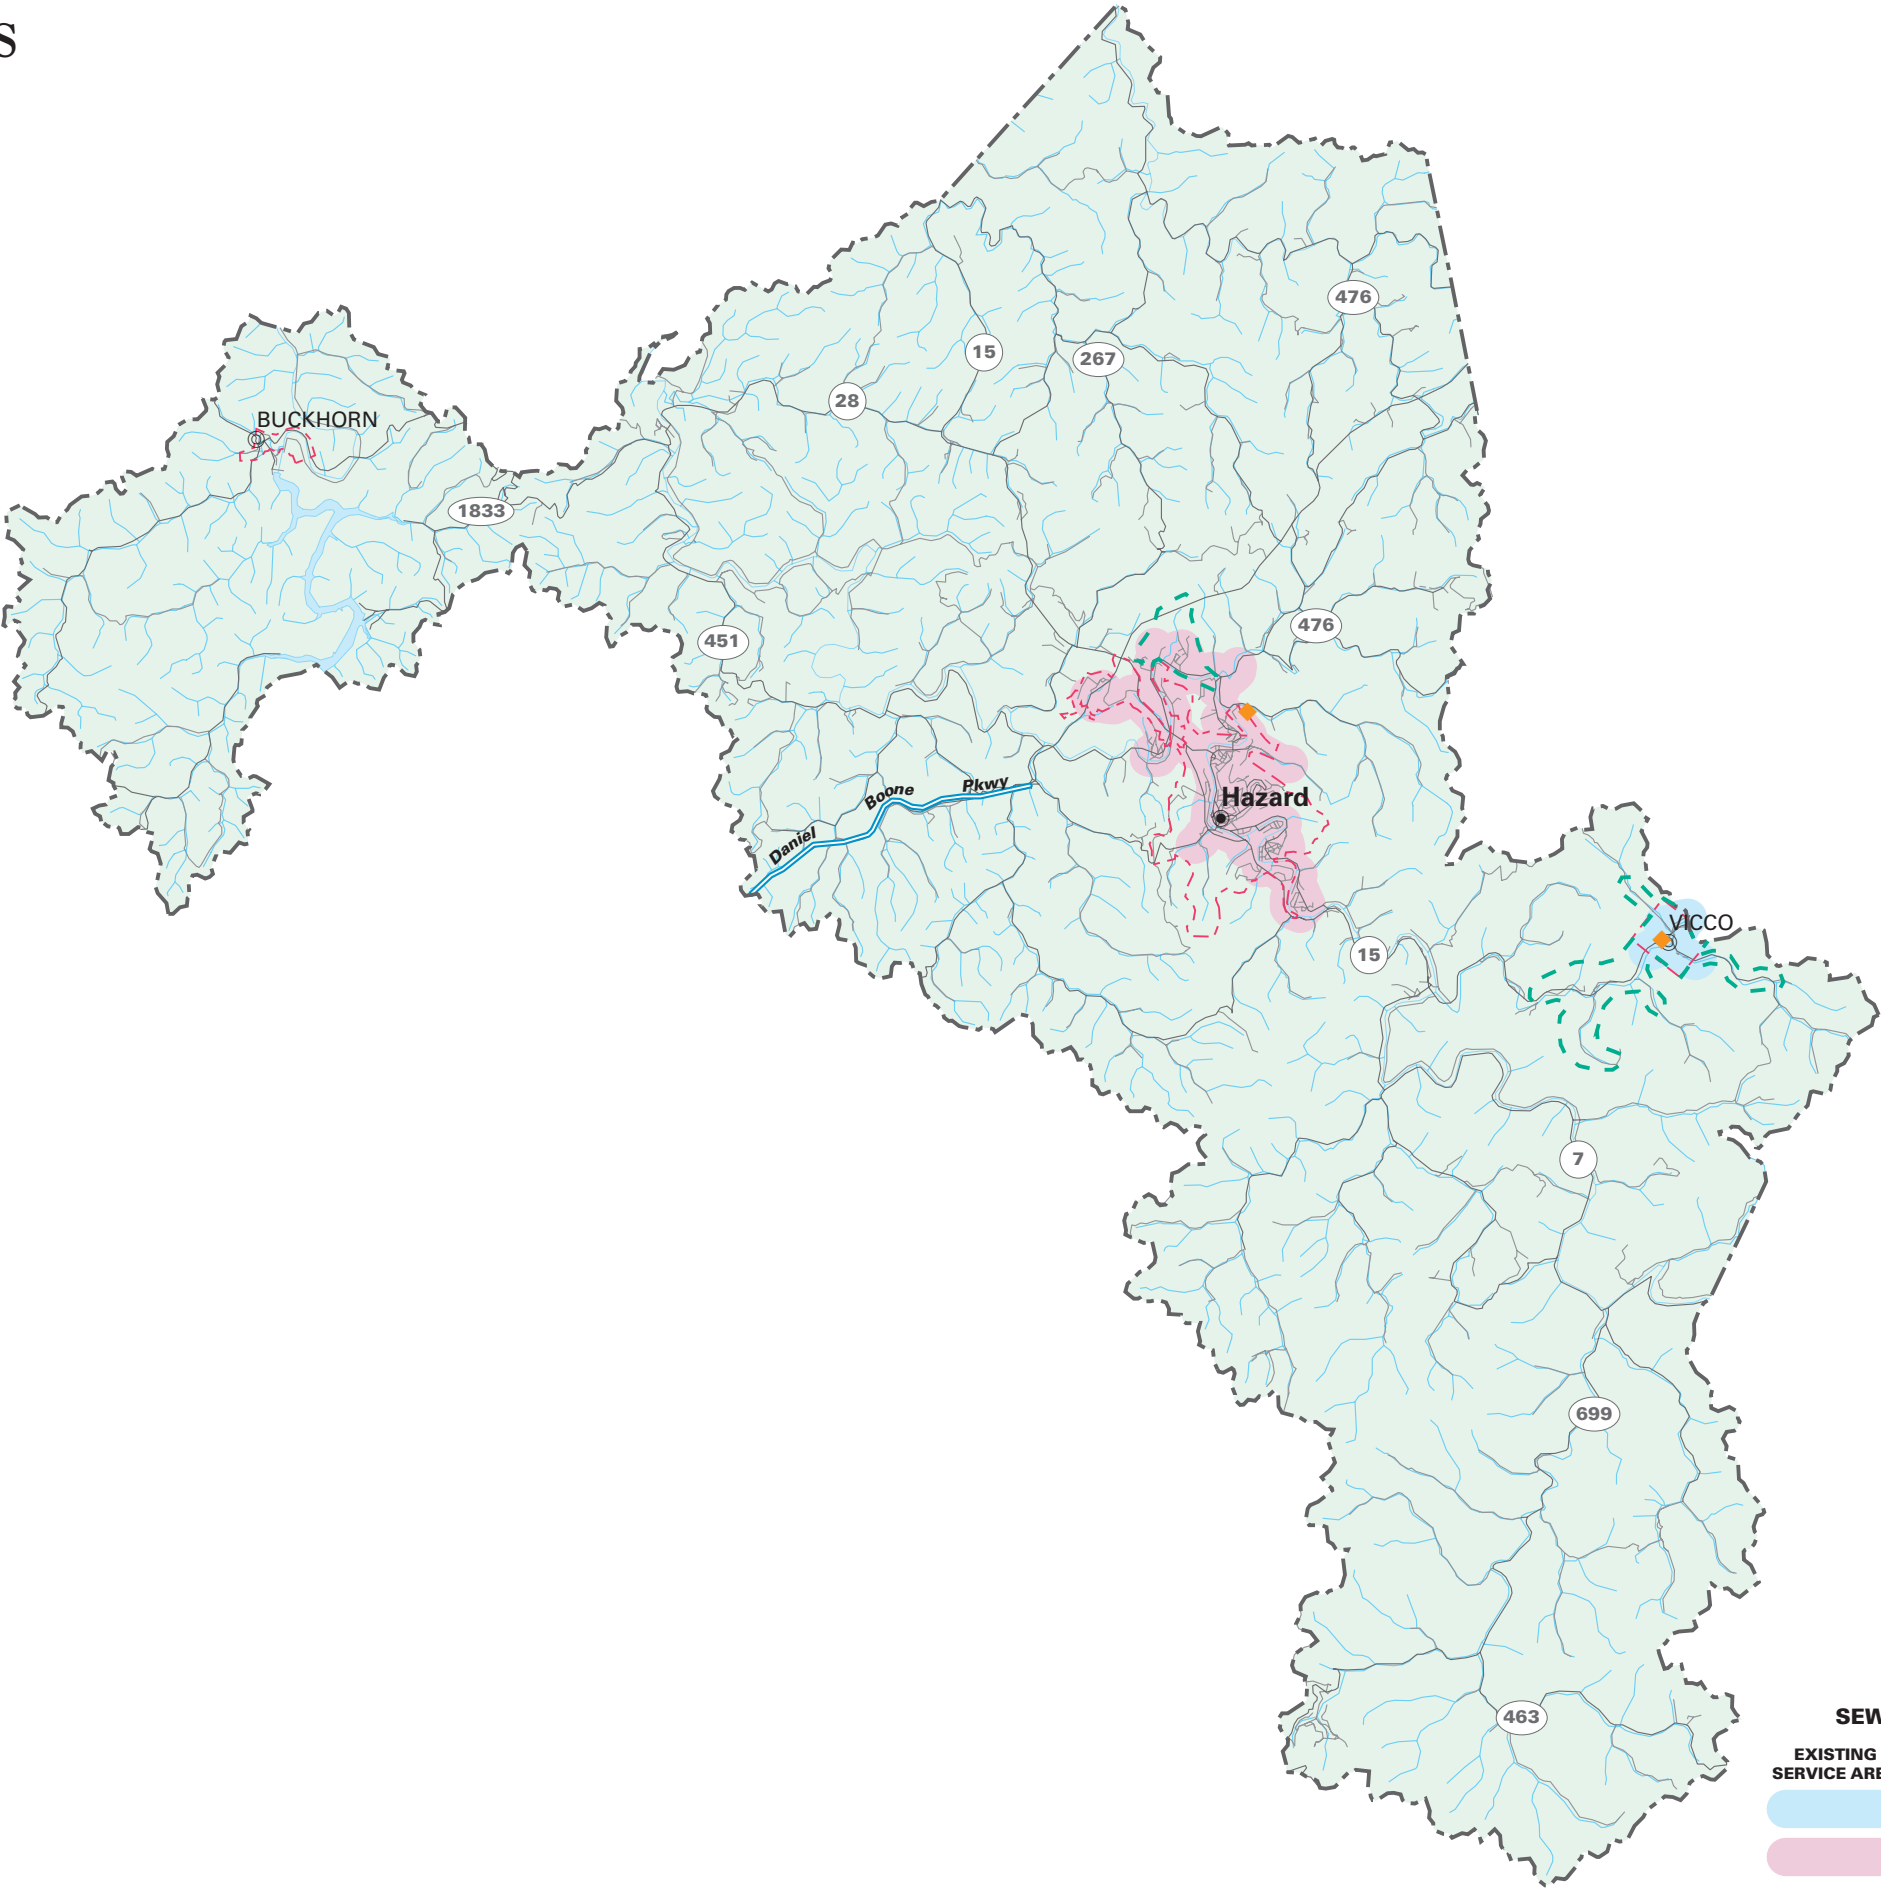 S
476
15
267
28
BUCKHORN
1833
476
451
Daniel Boone Pkwy
Hazard
VICCO
15
7
699
463
SEW
EXISTING
SERVICE ARE